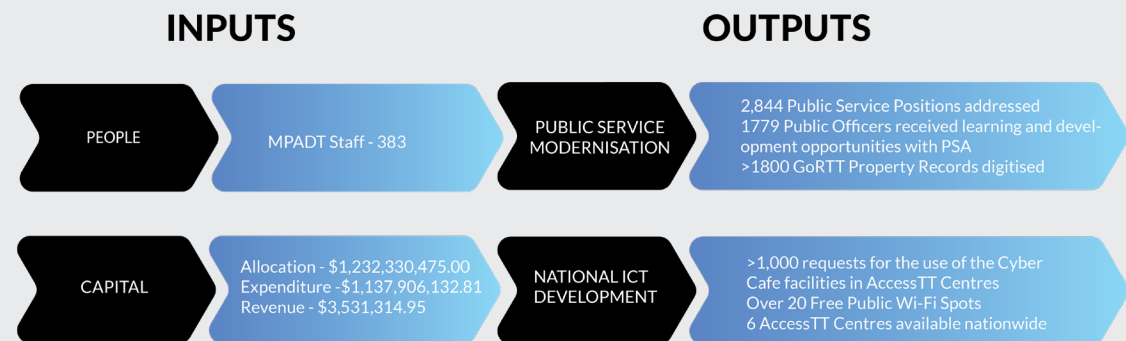 INPUTS
OUTPUTS
PEOPLE
MPADT Staff - 383
PUBLIC SERVICE
MODERNISATION
2,844 Public Service Positions addressed
1779 Public Officers received learning and devel-
opment opportunities with PSA
>1800 GoRTT Property Records digitised
CAPITAL
Allocation - $1,232,330,475.00
Expenditure -$1,137,906,132.81
Revenue - $3,531,314.95
NATIONAL ICT
DEVELOPMENT
>1,000 requests for the use of the Cyber
Cafe facilities in AccessTT Centres
Over 20 Free Public Wi-Fi Spots
6 AccessTT Centres available nationwide